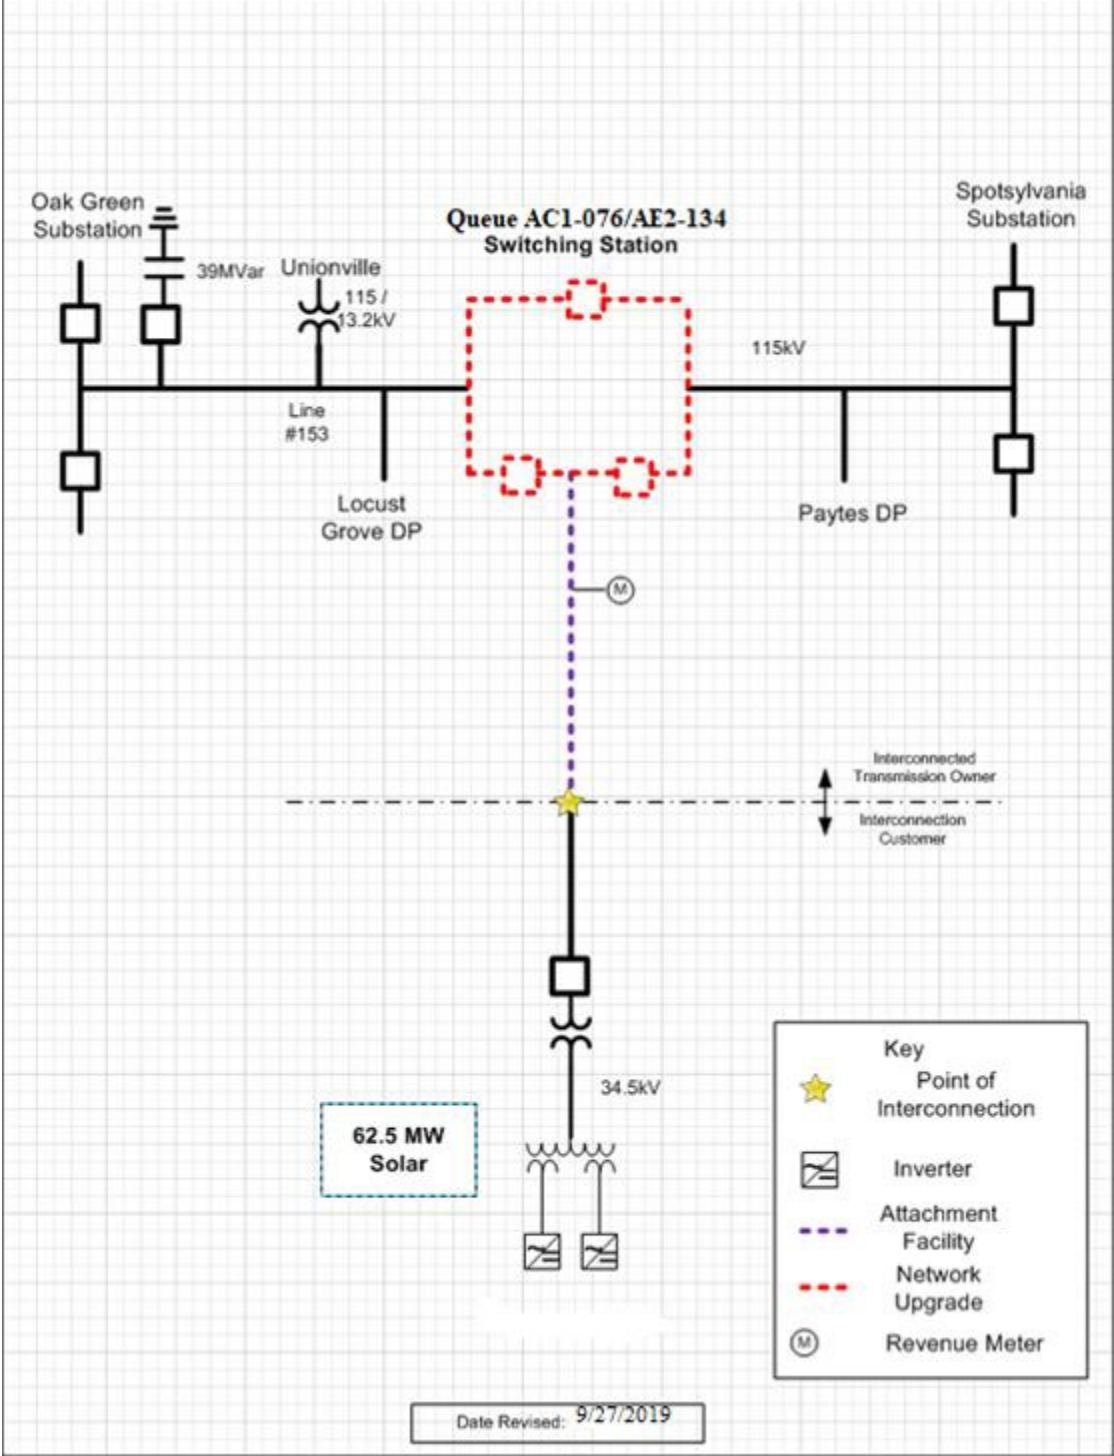 Oak Green
Substation
39MVar
Unionville
115 /
13.2kV
Queue AC1-076/AE2-134
Switching Station
Spotsylvania
Substation
115kV
Line
#153
Locust
Grove DP
Paytes DP
M
Interconnected
Transmission Owner
Interconnection
Customer
34.5kV
62.5 MW
Solar
Key
Point of
Interconnection
Inverter
Attachment
Facility
Network
Upgrade
M
Revenue Meter
Date Revised: 9/27/2019